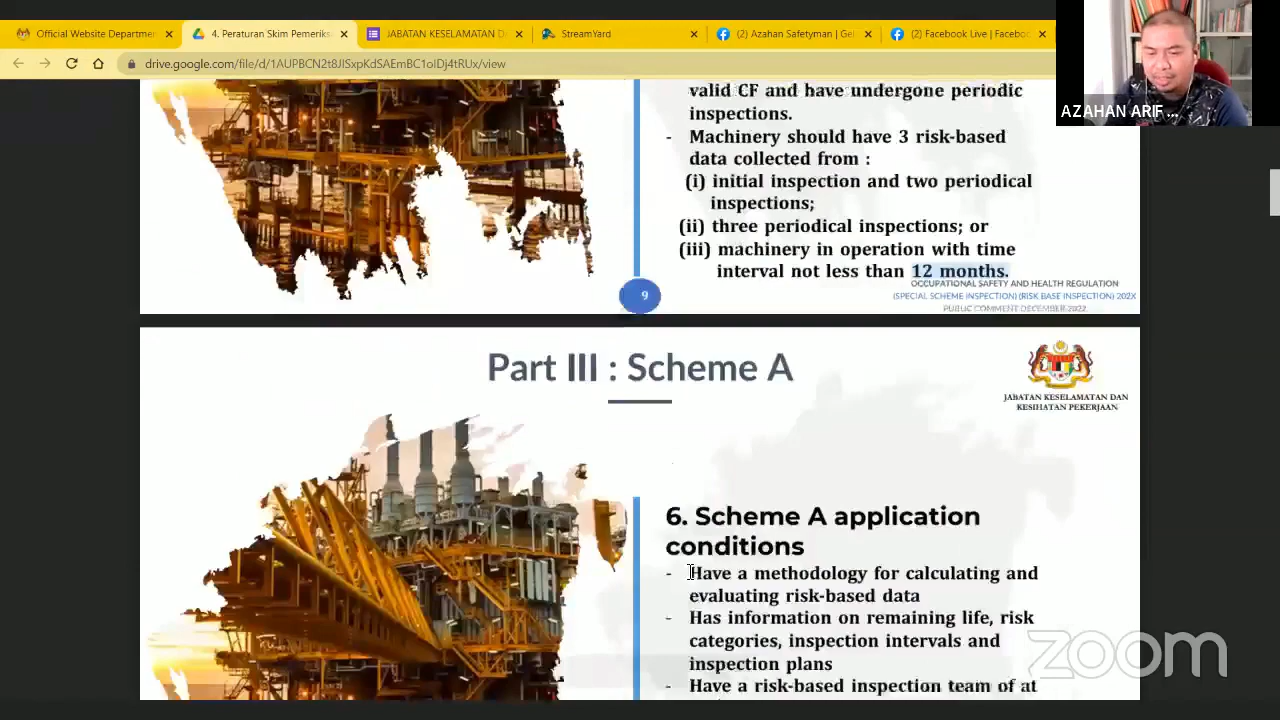 Official Website Departme
4. Peraturan Skim Pemeriks
JABATAN KESELAMATAN D
StreamYard
(2) Azahan Safetyman | Ge
(2) Facebook Live | Faceboo
drive.google.com/file/d/1AUPBCN2t8JlSxpKdSAEmBC1oiDj4tRUx/view
AZAHAN ARIF ...
valid CF and have undergone periodic
inspections.
- Machinery should have 3 risk-based
data collected from :
(i) initial inspection and two periodical
inspections;
(ii) three periodical inspections; or
(iii) machinery in operation with time
interval not less than 12 months.
9
OCCUPATIONAL SAFETY AND HEALTH REGULATION
(SPECIAL SCHEME INSPECTION) (RISK BASE INSPECTION) 202X
PUBLIC COMMENT DECEMBER 2022
Part III : Scheme A
JABATAN KESELAMATAN DAN
KESIHATAN PEKERJAAN
6. Scheme A application
conditions
- Have a methodology for calculating and
evaluating risk-based data
- Has information on remaining life, risk
categories, inspection intervals and
inspection plans
- Have a risk-based inspection team of at
zoom